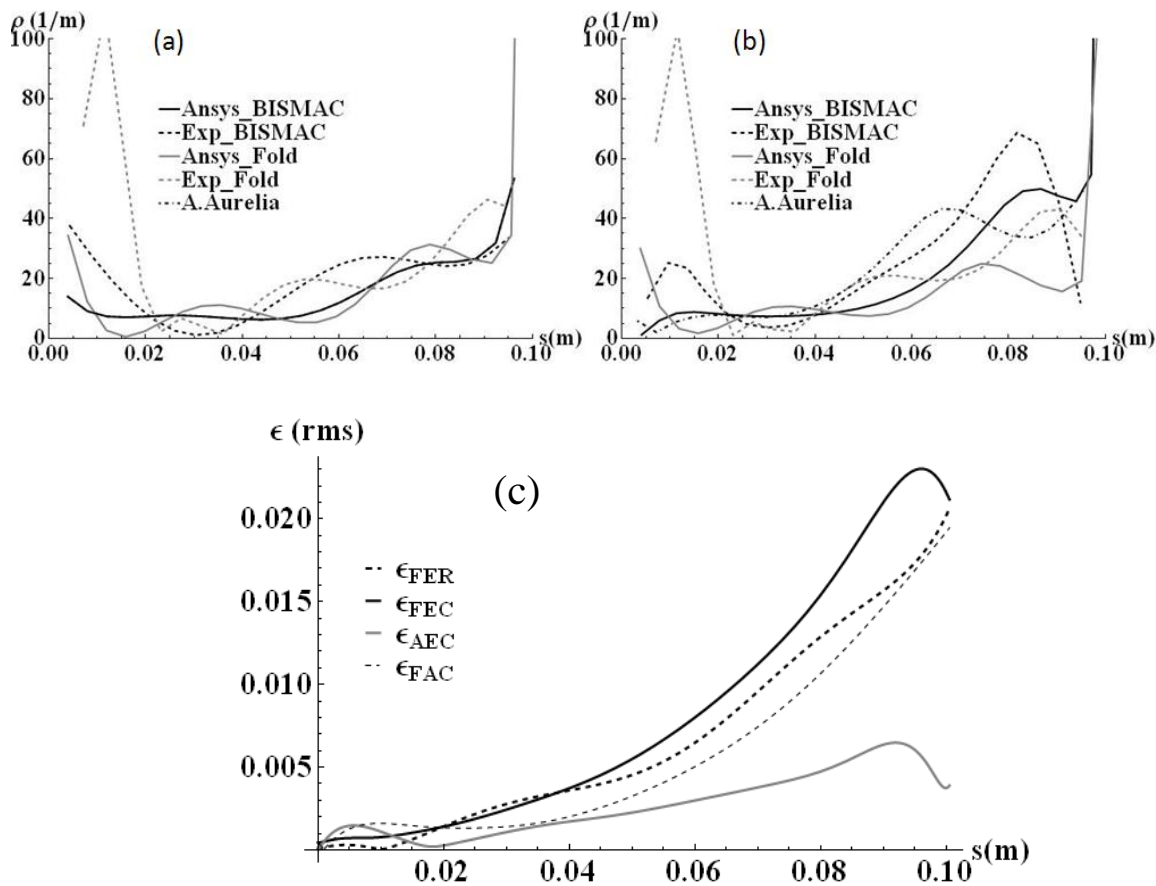 ρ (1/m)
100
80
60
40
20
0
0.00 0.02 0.04 0.06 0.08 0.10
s(m)
(a)
Ansys_BISMAC
Exp_BISMAC
Ansys_Fold
Exp_Fold
ρ (1/m)
100
80
60
40
20
0
0.00 0.02 0.04 0.06 0.08 0.10
s(m)
(b)
Ansys_BISMAC
Exp_BISMAC
Ansys_Fold
Exp_Fold
A.Aurelia
ϵ (rms)
(c)
0.020
0.015
0.010
0.005
ϵFER
ϵFEC
ϵAEC
ϵFAC
0.02 0.04 0.06 0.08 0.10
s(m)